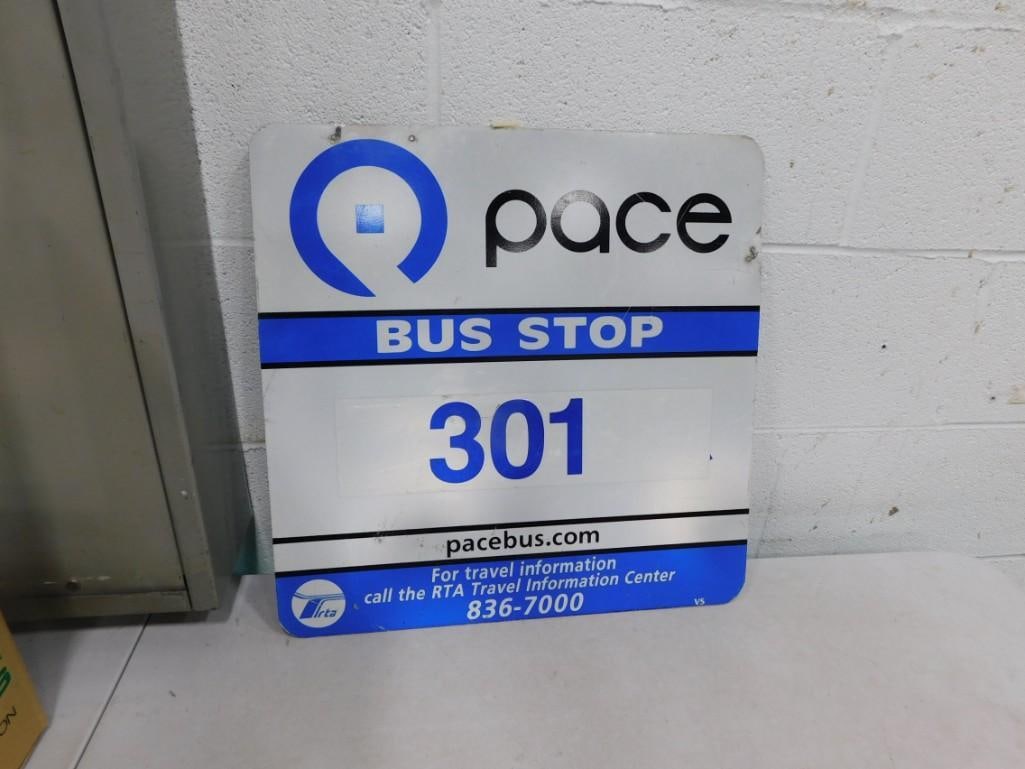 pace
BUS STOP
301
pacebus.com
For travel information
call the RTA Travel Information Center
836-7000
rta
VS